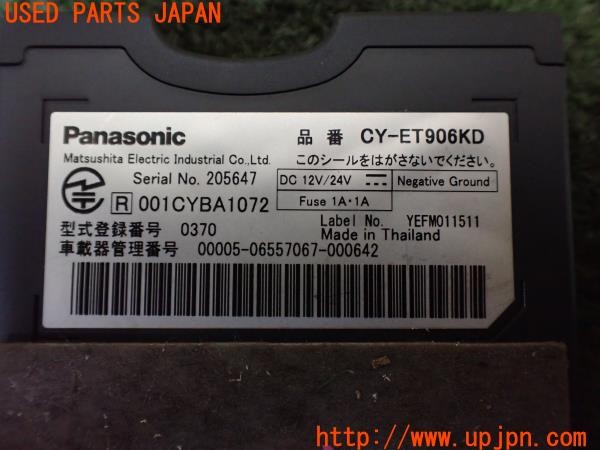 USED PARTS JAPAN
Panasonic 品番 CY-ET906KD
Matsushita Electric Industrial Co.,Ltd. このシールをはがさないでください。
Serial No. 205647 DC 12V/24V Negative Ground
R 001CYBA1072 Fuse 1A・1A
Label No. YEFM011511
型式登録番号 0370 Made in Thailand
車載器管理番号 00005-06557067-000642
http://www.upjpn.com/